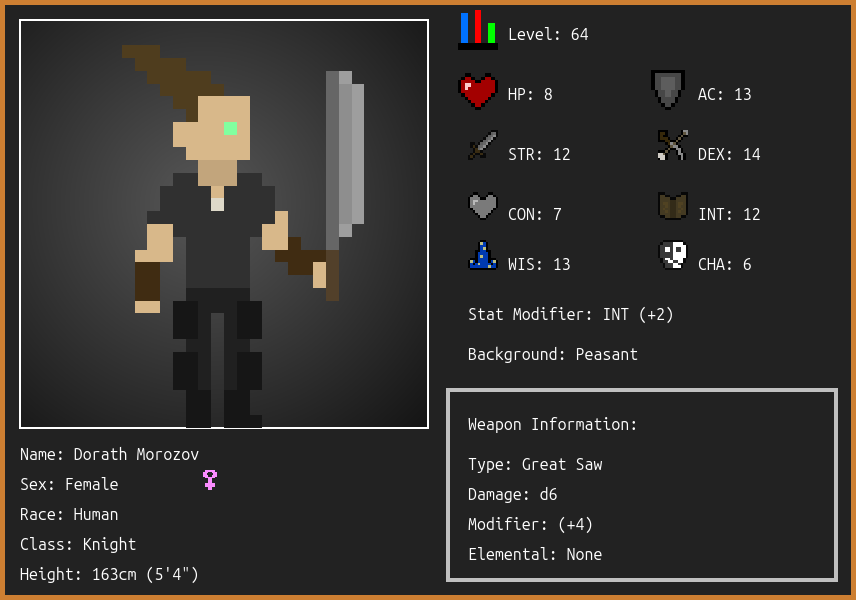 Level: 64
HP: 8
AC: 13
STR: 12
DEX: 14
CON: 7
INT: 12
WIS: 13
CHA: 6
Stat Modifier: INT (+2)
Background: Peasant
Weapon Information:
Type: Great Saw
Damage: d6
Modifier: (+4)
Elemental: None
Name: Dorath Morozov
Sex: Female
Race: Human
Class: Knight
Height: 163cm (5'4")